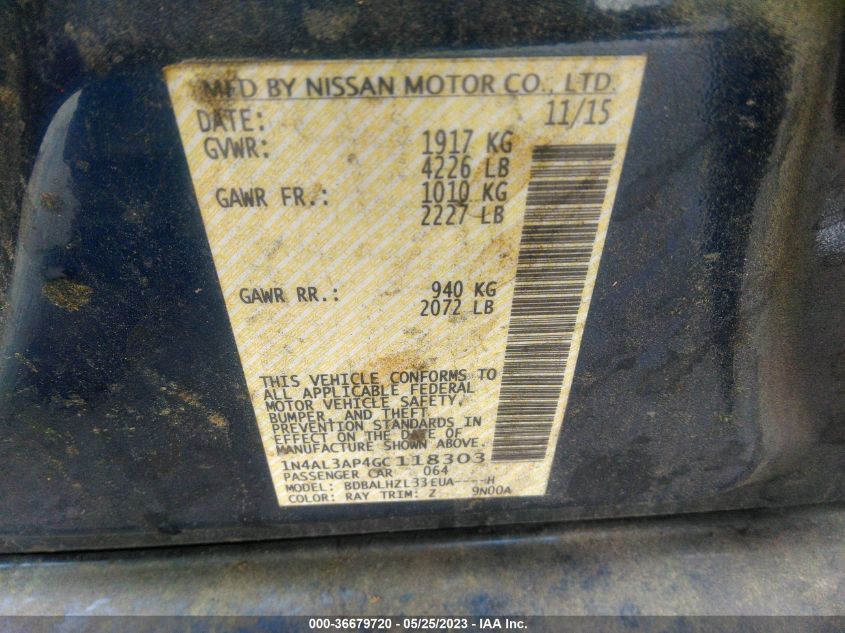 MFD BY NISSAN MOTOR CO., LTD.
DATE: 11/15
GVWR: 1917 KG
4226 LB
GAWR FR.: 1010 KG
2227 LB
GAWR RR.: 940 KG
2072 LB
THIS VEHICLE CONFORMS TO
ALL APPLICABLE FEDERAL
MOTOR VEHICLE SAFETY,
BUMPER, AND THEFT
PREVENTION STANDARDS IN
EFFECT ON THE DATE OF
MANUFACTURE SHOWN ABOVE.
1N4AL3AP4GC118303
PASSENGER CAR 064
MODEL: BDBALHZL33EUA----H
COLOR: RAY TRIM: Z 9N00A
000-36679720 — 05/25/2023 — © IAA Inc.